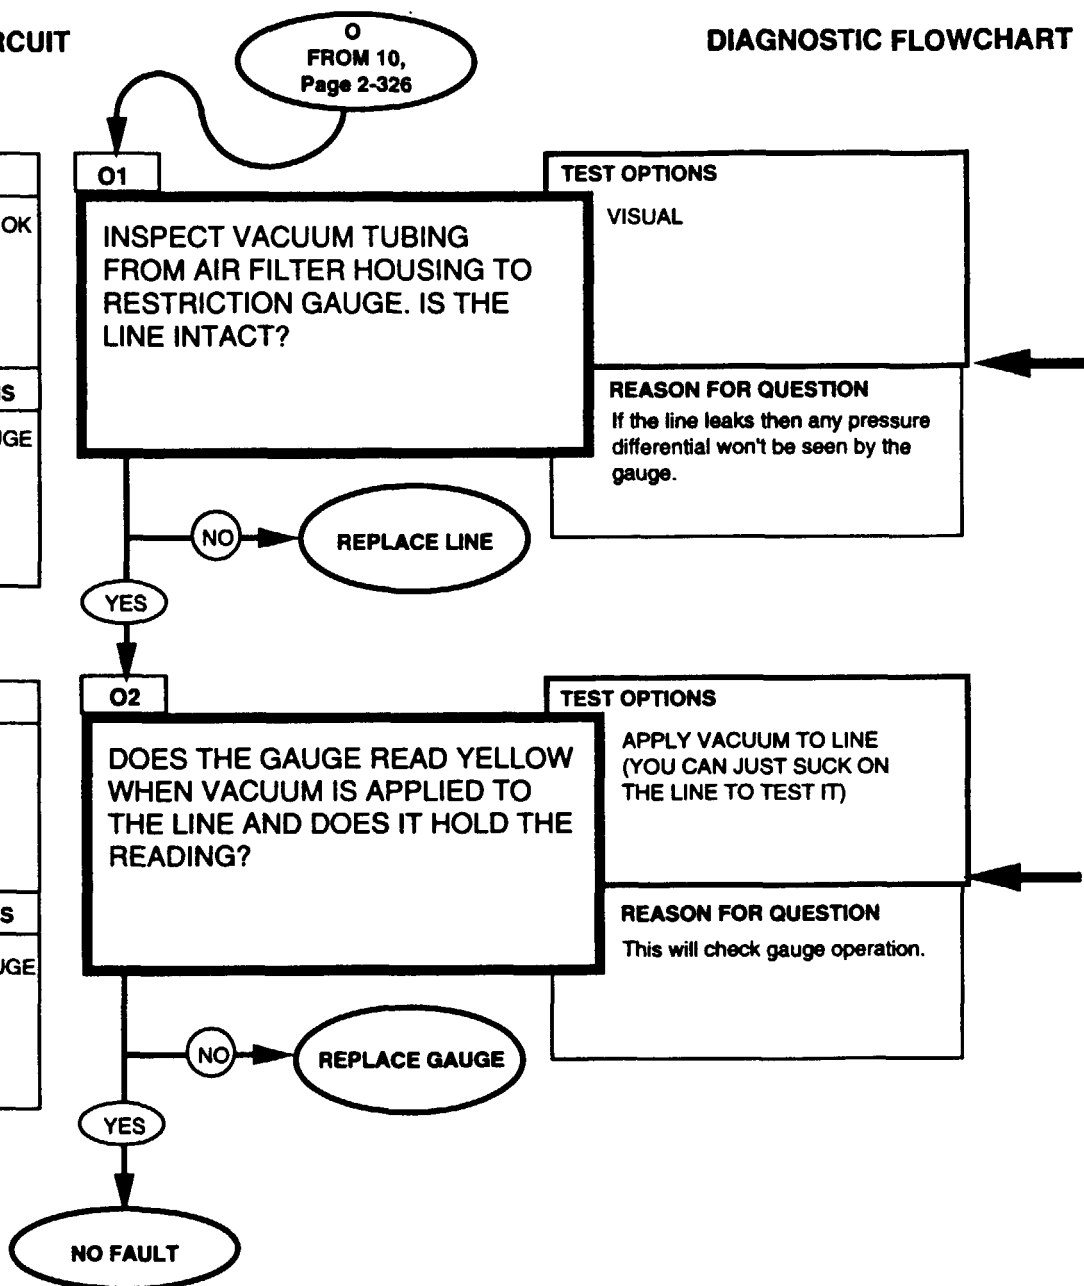 RCUIT
DIAGNOSTIC FLOWCHART
O
FROM 10,
Page 2-326
O1
INSPECT VACUUM TUBING
FROM AIR FILTER HOUSING TO
RESTRICTION GAUGE. IS THE
LINE INTACT?
TEST OPTIONS
VISUAL
REASON FOR QUESTION
If the line leaks then any pressure
differential won't be seen by the
gauge.
OK
IS
UGE
NO
REPLACE LINE
YES
O2
DOES THE GAUGE READ YELLOW
WHEN VACUUM IS APPLIED TO
THE LINE AND DOES IT HOLD THE
READING?
TEST OPTIONS
APPLY VACUUM TO LINE
(YOU CAN JUST SUCK ON
THE LINE TO TEST IT)
REASON FOR QUESTION
This will check gauge operation.
S
UGE
NO
REPLACE GAUGE
YES
NO FAULT